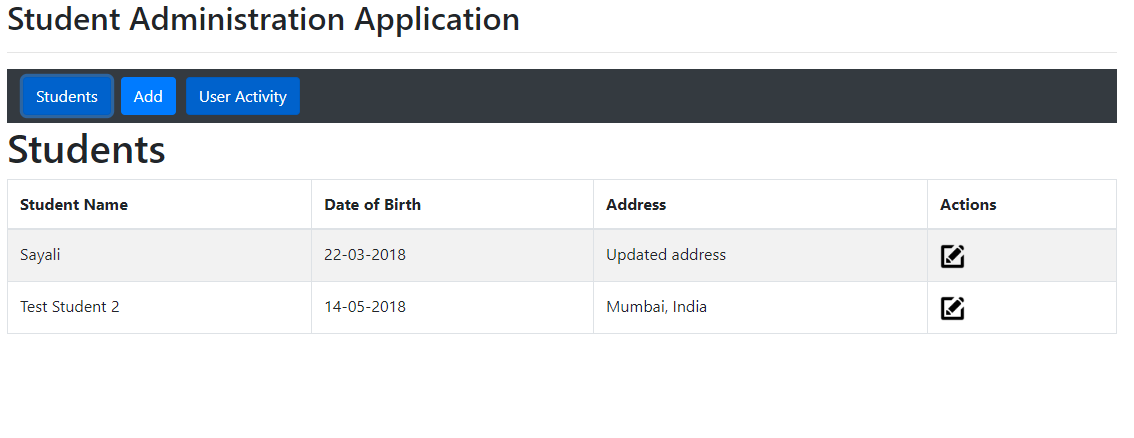 Student Administration Application
Students Add User Activity
Students
Student Name Date of Birth Address Actions
Sayali 22-03-2018 Updated address
Test Student 2 14-05-2018 Mumbai, India